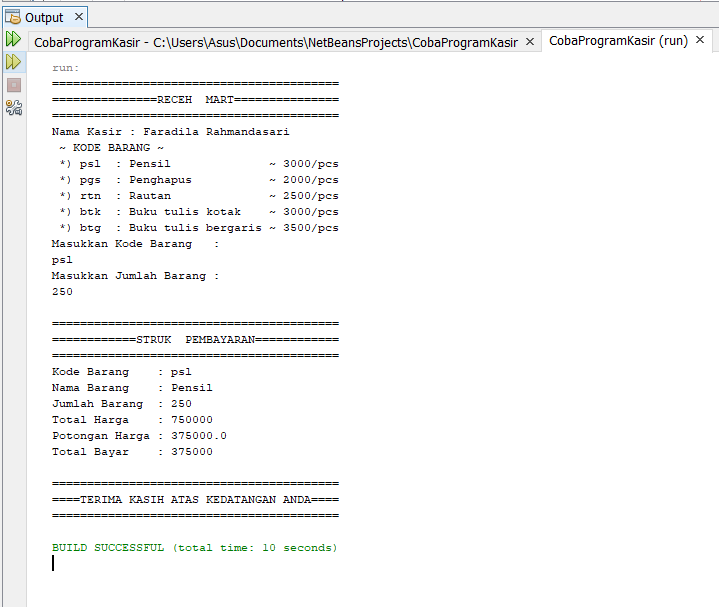 Output ×
CobaProgramKasir - C:\Users\Asus\Documents\NetBeansProjects\CobaProgramKasir × CobaProgramKasir (run) ×
run:
=========================================
===============RECEH  MART===============
=========================================
Nama Kasir : Faradila Rahmandasari
 ~ KODE BARANG ~
 *) psl  : Pensil              ~ 3000/pcs
 *) pgs  : Penghapus           ~ 2000/pcs
 *) rtn  : Rautan              ~ 2500/pcs
 *) btk  : Buku tulis kotak    ~ 3000/pcs
 *) btg  : Buku tulis bergaris ~ 3500/pcs
Masukkan Kode Barang   :
psl
Masukkan Jumlah Barang :
250
=========================================
============STRUK  PEMBAYARAN============
=========================================
Kode Barang    : psl
Nama Barang    : Pensil
Jumlah Barang  : 250
Total Harga    : 750000
Potongan Harga : 375000.0
Total Bayar    : 375000
=========================================
====TERIMA KASIH ATAS KEDATANGAN ANDA====
=========================================
BUILD SUCCESSFUL (total time: 10 seconds)